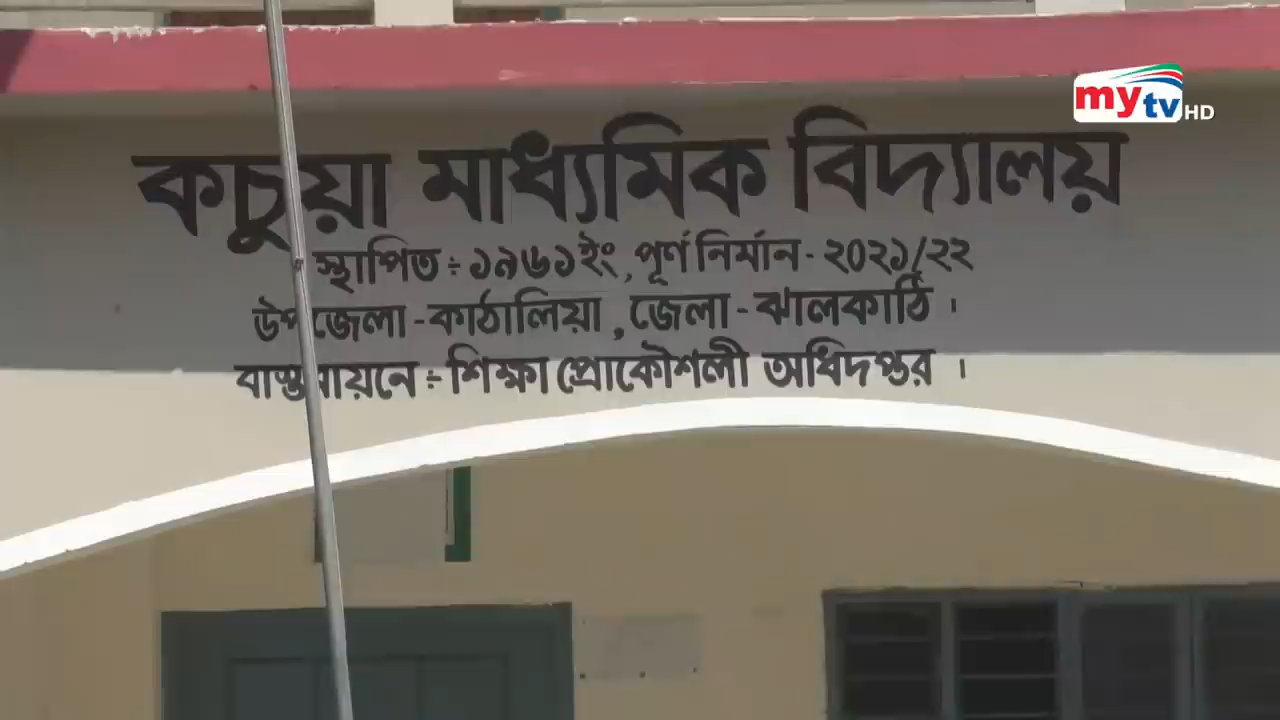 mytv HD
কচুয়া মাধ্যমিক বিদ্যালয়
স্থাপিত ÷ ১৯৬১ইং, পূর্ণ নির্মান - ২০২১/২২
উপজেলা - কাঠালিয়া, জেলা - ঝালকাঠি ।
বাস্তবায়নে ÷ শিক্ষা প্রোকৌশলী অধিদপ্তর ।